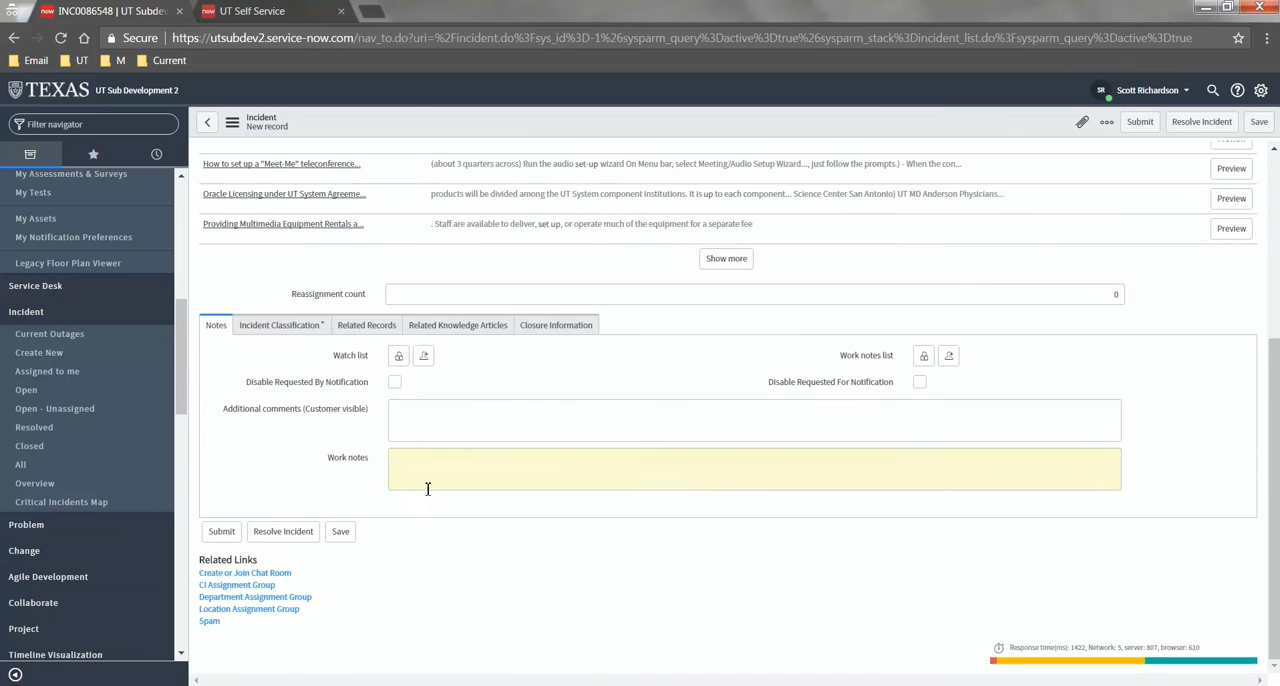 now INC0086548 | UT Subdev
now UT Self Service
Secure https://utsubdev2.service-now.com/nav_to.do?uri=%2Fincident.do%3Fsys_id%3D-1%26sysparm_query%3Dactive%3Dtrue%26sysparm_stack%3Dincident_list.do%3Fsysparm_query%3Dactive%3Dtrue
Email UT M Current
TEXAS UT Sub Development 2
SR Scott Richardson
Filter navigator
Incident
New record
Submit Resolve Incident Save
My Assessments & Surveys
My Tests
My Assets
My Notification Preferences
Legacy Floor Plan Viewer
Service Desk
Incident
Current Outages
Create New
Assigned to me
Open
Open - Unassigned
Resolved
Closed
All
Overview
Critical Incidents Map
Problem
Change
Agile Development
Collaborate
Project
Timeline Visualization
How to set up a "Meet-Me" teleconference... (about 3 quarters across) Run the audio set-up wizard On Menu bar, select Meeting/Audio Setup Wizard..., just follow the prompts.) - When the con... Preview
Oracle Licensing under UT System Agreeme... products will be divided among the UT System component Institutions. It is up to each component... Science Center San Antonio) UT MD Anderson Physicians... Preview
Providing Multimedia Equipment Rentals a... . Staff are available to deliver, set up, or operate much of the equipment for a separate fee Preview
Show more
Reassignment count 0
Notes Incident Classification* Related Records Related Knowledge Articles Closure Information
Watch list Work notes list
Disable Requested By Notification Disable Requested For Notification
Additional comments (Customer visible)
Work notes
Submit Resolve Incident Save
Related Links
Create or Join Chat Room
CI Assignment Group
Department Assignment Group
Location Assignment Group
Spam
Response time(ms): 1422, Network: 5, server: 807, browser: 610